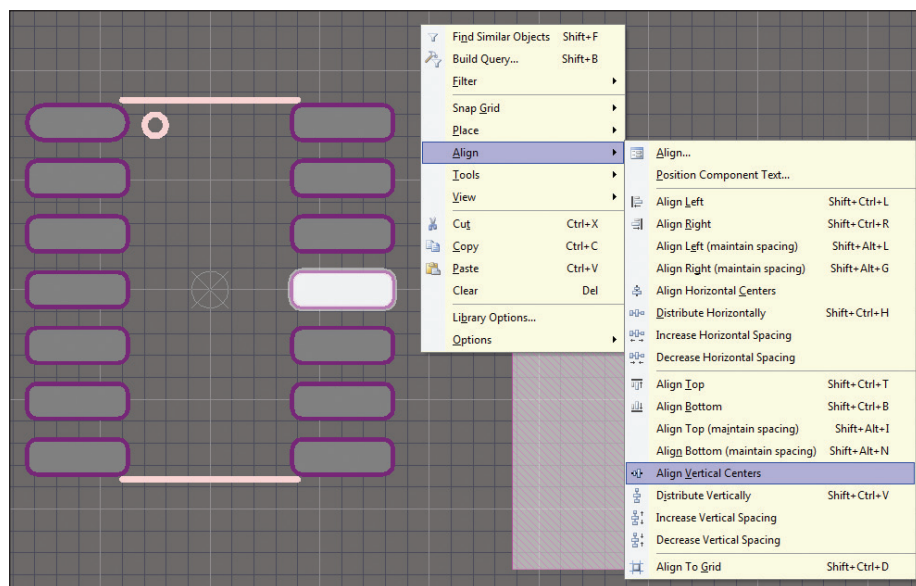 Find Similar Objects Shift+F
Build Query... Shift+B
Filter
Snap Grid
Place
Align
Tools
View
Cut Ctrl+X
Copy Ctrl+C
Paste Ctrl+V
Clear Del
Library Options...
Options
Align...
Position Component Text...
Align Left Shift+Ctrl+L
Align Right Shift+Ctrl+R
Align Left (maintain spacing) Shift+Alt+L
Align Right (maintain spacing) Shift+Alt+G
Align Horizontal Centers
Distribute Horizontally Shift+Ctrl+H
Increase Horizontal Spacing
Decrease Horizontal Spacing
Align Top Shift+Ctrl+T
Align Bottom Shift+Ctrl+B
Align Top (maintain spacing) Shift+Alt+I
Align Bottom (maintain spacing) Shift+Alt+N
Align Vertical Centers
Distribute Vertically Shift+Ctrl+V
Increase Vertical Spacing
Decrease Vertical Spacing
Align To Grid Shift+Ctrl+D